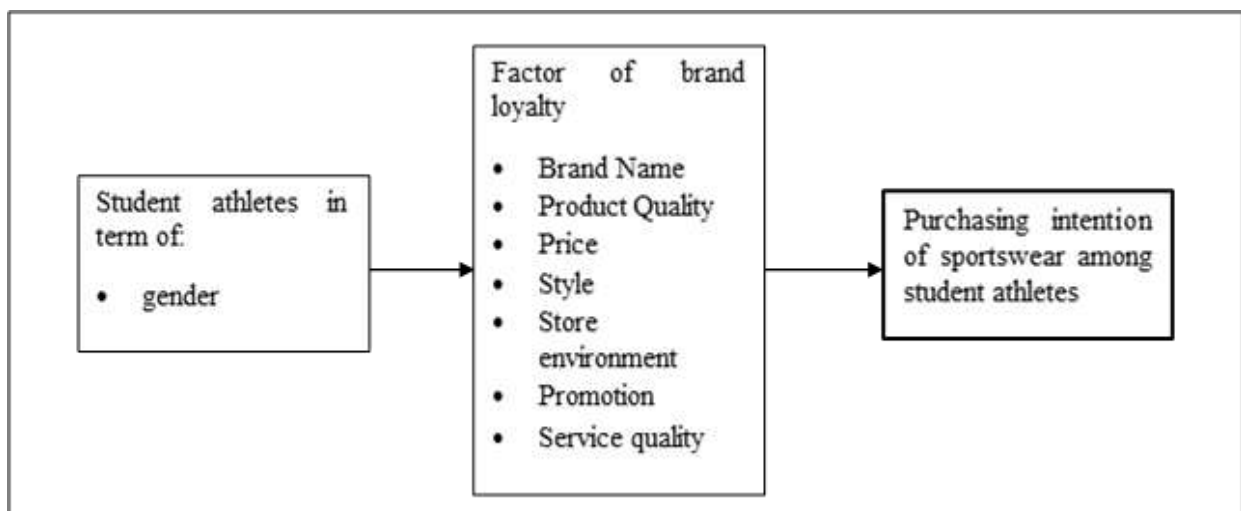 Student athletes in
term of:
• gender
Factor of brand
loyalty
• Brand Name
• Product Quality
• Price
• Style
• Store
environment
• Promotion
• Service quality
Purchasing intention
of sportswear among
student athletes